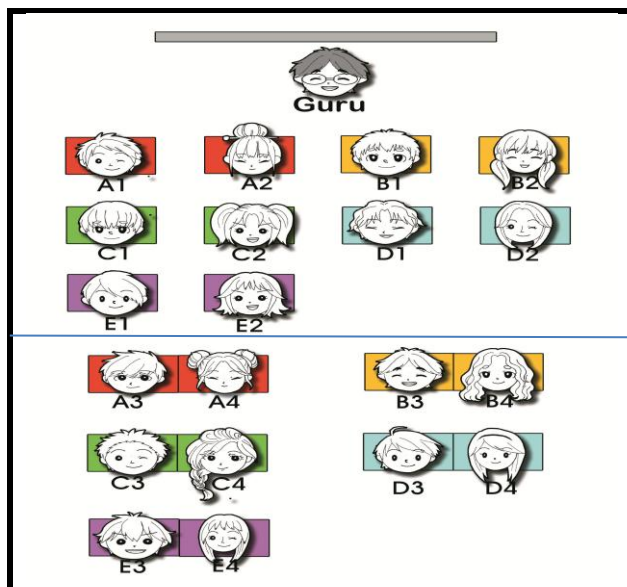 Guru
A1 A2 B1 B2
C1 C2 D1 D2
E1 E2
A3 A4 B3 B4
C3 C4 D3 D4
E3 E4